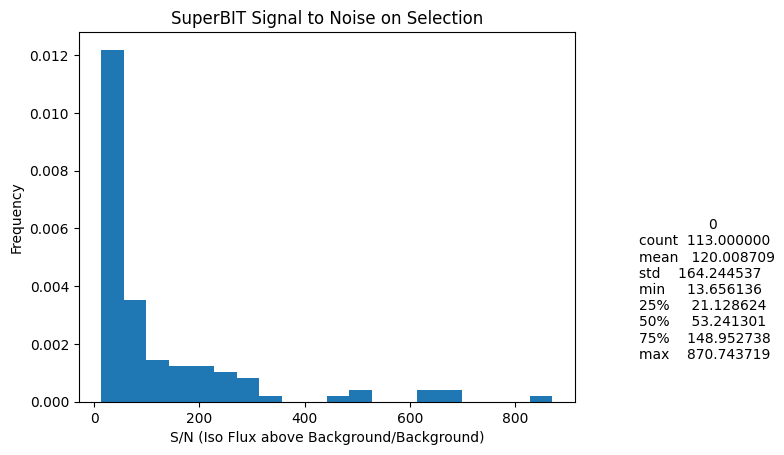 SuperBIT Signal to Noise on Selection
0.012
0.010
0.008
0.006
0.004
0.002
0.000
Frequency
0 200 400 600 800
S/N (Iso Flux above Background/Background)
0
count 113.000000
mean 120.008709
std 164.244537
min 13.656136
25% 21.128624
50% 53.241301
75% 148.952738
max 870.743719